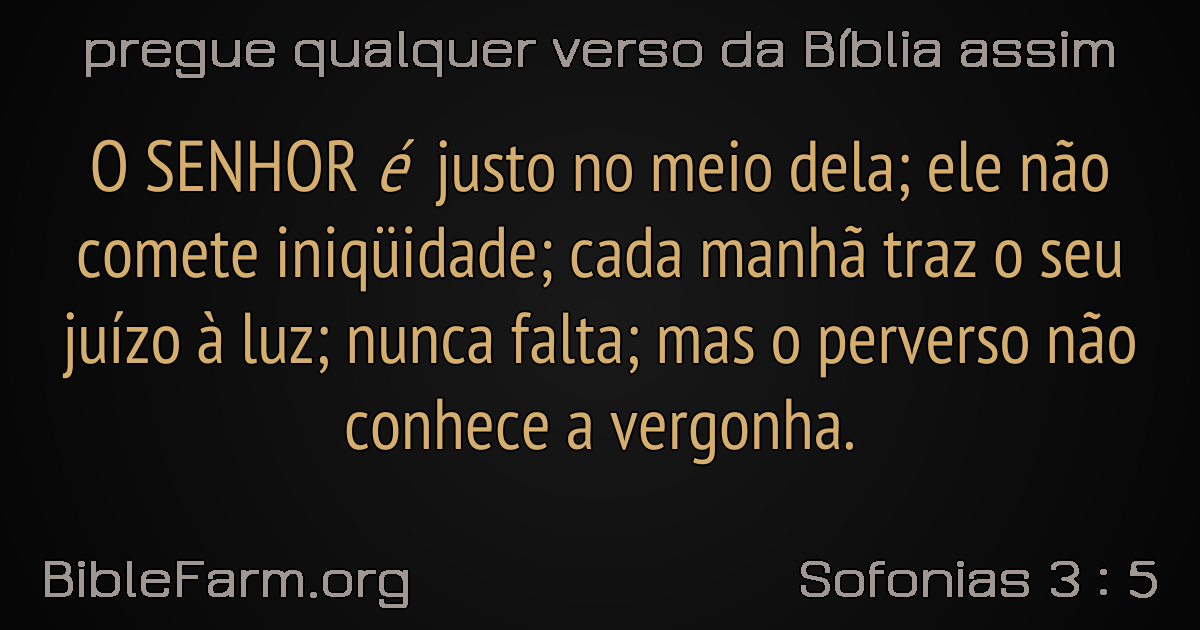 pregue qualquer verso da Bíblia assim
O SENHOR é justo no meio dela; ele não
comete iniqüidade; cada manhã traz o seu
juízo à luz; nunca falta; mas o perverso não
conhece a vergonha.
BibleFarm.org
Sofonias 3 : 5